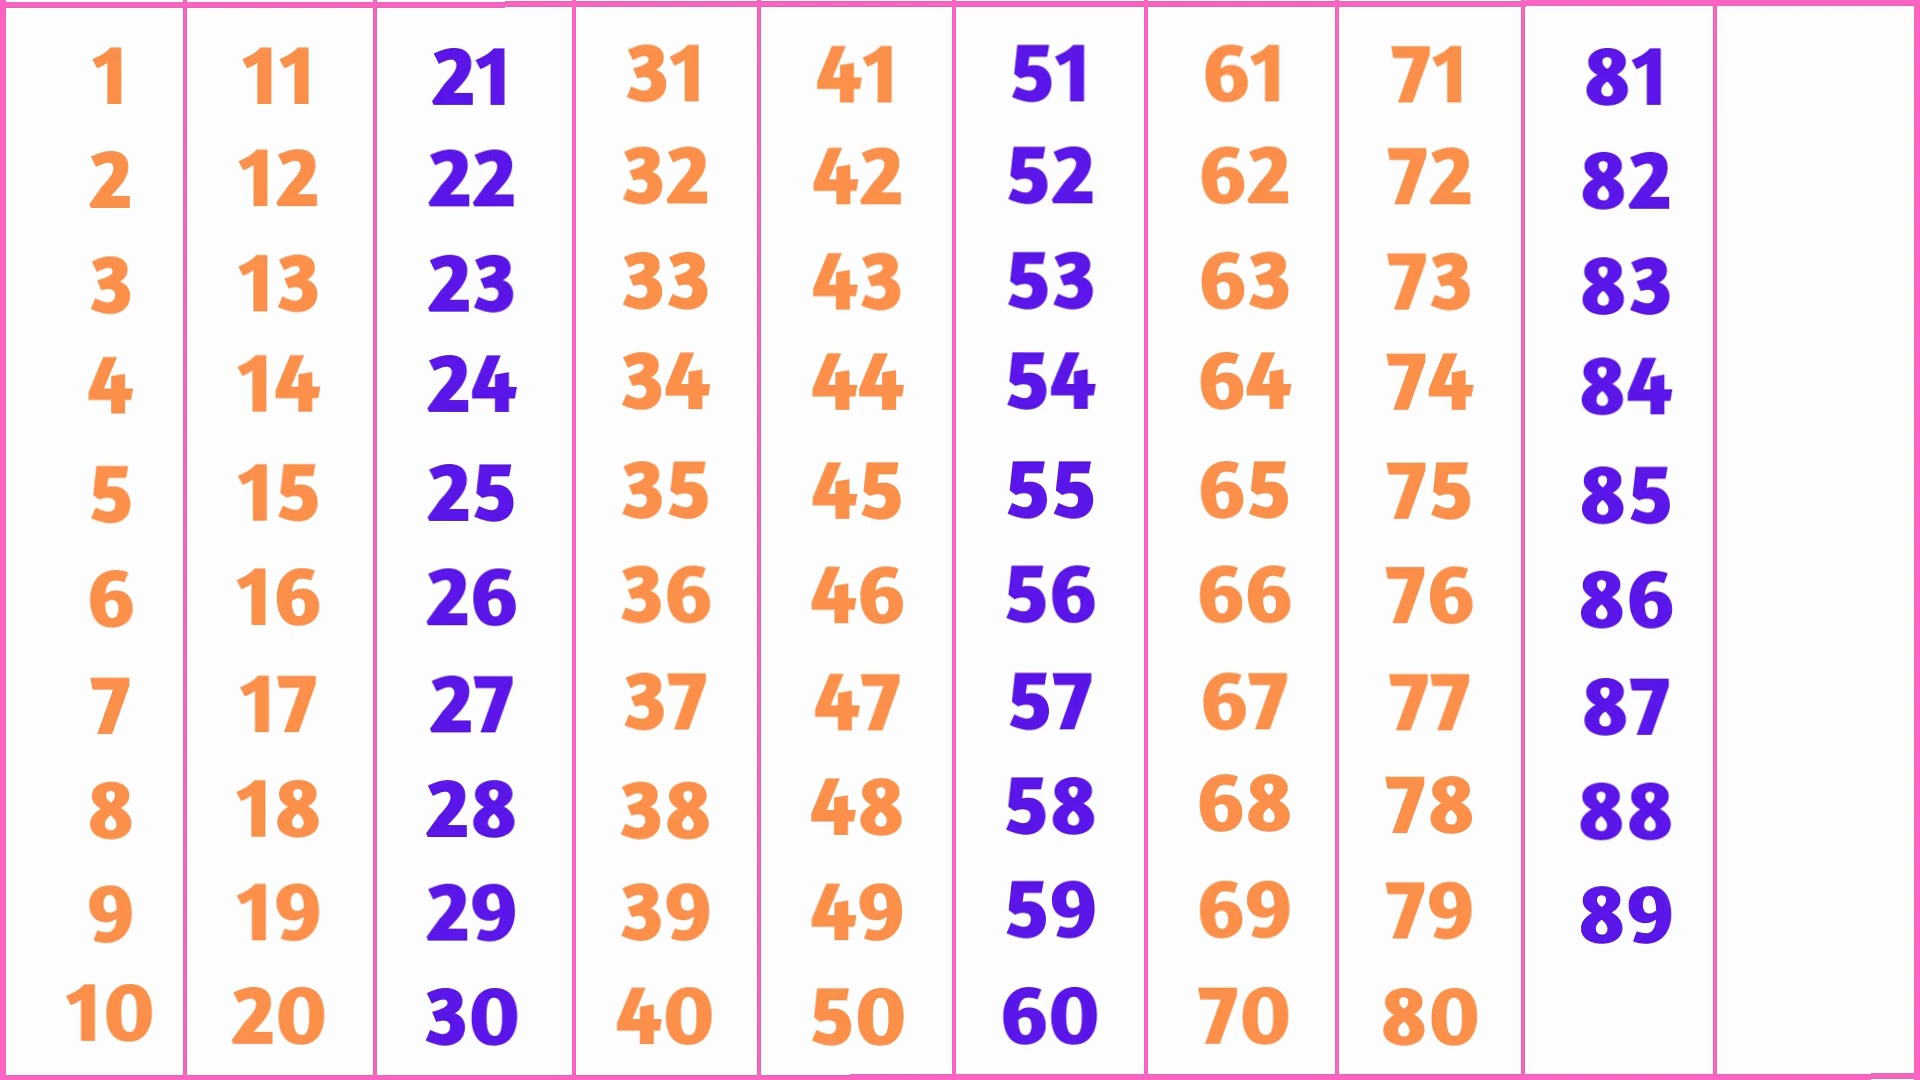 1 11 21 31 41 51 61 71 81
2 12 22 32 42 52 62 72 82
3 13 23 33 43 53 63 73 83
4 14 24 34 44 54 64 74 84
5 15 25 35 45 55 65 75 85
6 16 26 36 46 56 66 76 86
7 17 27 37 47 57 67 77 87
8 18 28 38 48 58 68 78 88
9 19 29 39 49 59 69 79 89
10 20 30 40 50 60 70 80